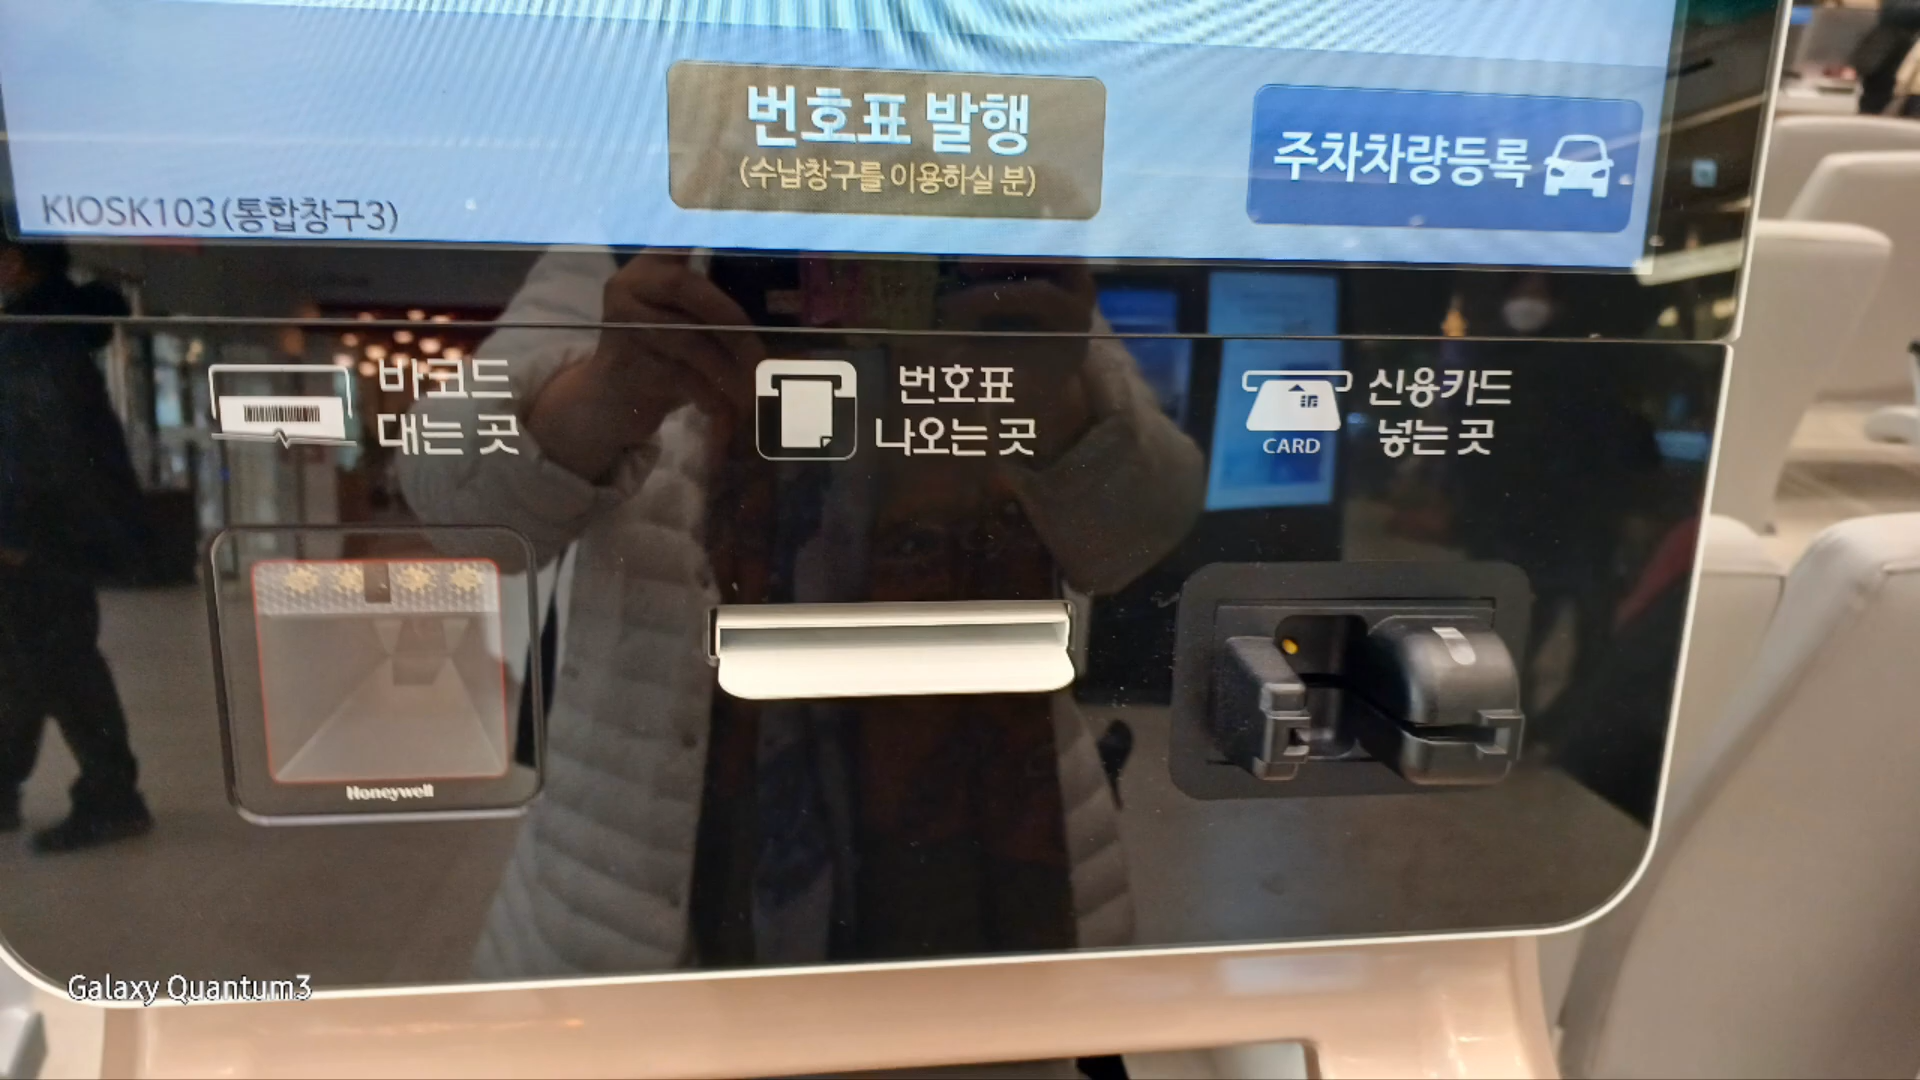 번호표 발행
(수납창구를 이용하실 분)
주차차량등록
KIOSK103(통합창구3)
바코드
대는 곳
번호표
나오는 곳
CARD
신용카드
넣는 곳
Honeywell
Galaxy Quantum3